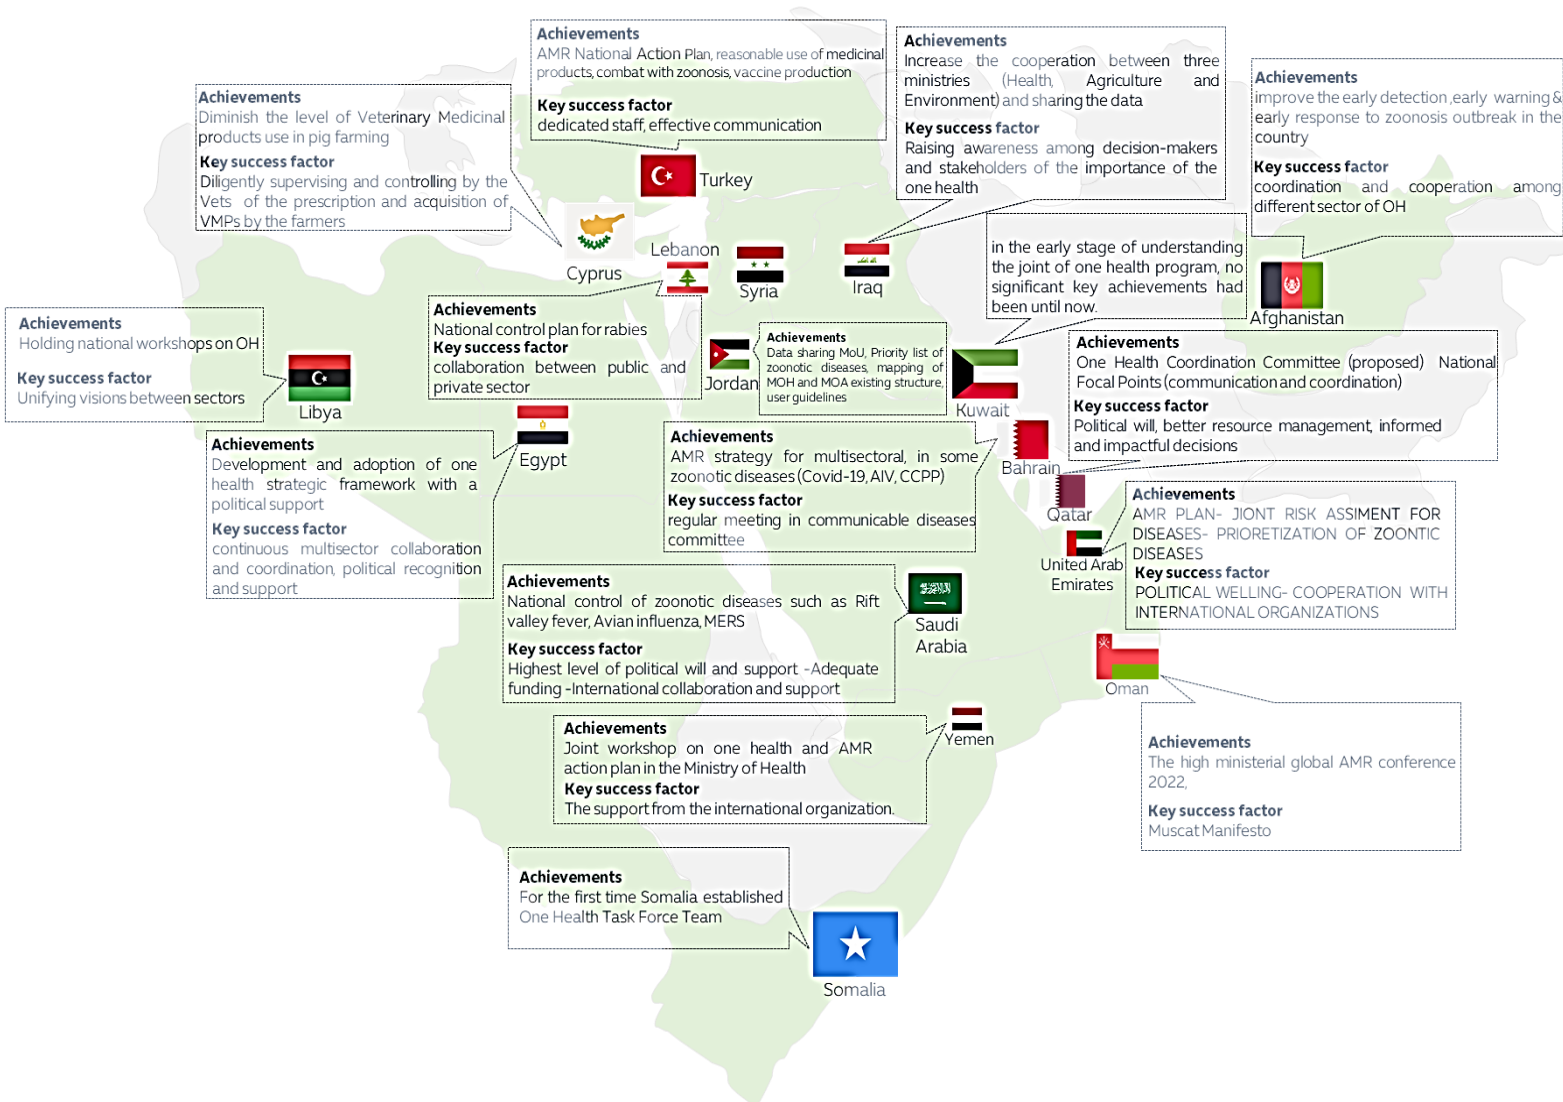 Achievements
AMR National Action Plan, reasonable use of medicinal
products, combat with zoonosis, vaccine production
Key success factor
dedicated staff, effective communication
Turkey
Achievements
Increase the cooperation between three
ministries (Health, Agriculture and
Environment) and sharing the data
Key success factor
Raising awareness among decision-makers
and stakeholders of the importance of the
one health
Iraq
Achievements
improve the early detection ,early warning &
early response to zoonosis outbreak in the
country
Key success factor
coordination and cooperation among
different sector of OH
Afghanistan
Achievements
Diminish the level of Veterinary Medicinal
products use in pig farming
Key success factor
Diligently supervising and controlling by the
Vets of the prescription and acquisition of
VMPs by the farmers
Cyprus
Lebanon
Syria
in the early stage of understanding
the joint of one health program, no
significant key achievements had
been until now.
Kuwait
Achievements
National control plan for rabies
Key success factor
collaboration between public and
private sector
Achievements
Holding national workshops on OH
Key success factor
Unifying visions between sectors
Libya
Jordan
Achievements
Data sharing MoU, Priority list of
zoonotic diseases, mapping of
MOH and MOA existing structure,
user guidelines
Achievements
One Health Coordination Committee (proposed) National
Focal Points (communication and coordination)
Key success factor
Political will, better resource management, informed
and impactful decisions
Achievements
Development and adoption of one
health strategic framework with a
political support
Key success factor
continuous multisector collaboration
and coordination, political recognition
and support
Egypt
Achievements
AMR strategy for multisectoral, in some
zoonotic diseases (Covid-19, AIV, CCPP)
Key success factor
regular meeting in communicable diseases
committee
Bahrain
Qatar
United Arab
Emirates
Achievements
AMR PLAN- JIONT RISK ASSIMENT FOR
DISEASES- PRIORETIZATION OF ZOONTIC
DISEASES
Key success factor
POLITICAL WELLING- COOPERATION WITH
INTERNATIONAL ORGANIZATIONS
Achievements
National control of zoonotic diseases such as Rift
valley fever, Avian influenza, MERS
Key success factor
Highest level of political will and support -Adequate
funding -International collaboration and support
Saudi
Arabia
Oman
Achievements
The high ministerial global AMR conference
2022,
Key success factor
Muscat Manifesto
Achievements
Joint workshop on one health and AMR
action plan in the Ministry of Health
Key success factor
The support from the international organization.
Yemen
Achievements
For the first time Somalia established
One Health Task Force Team
Somalia